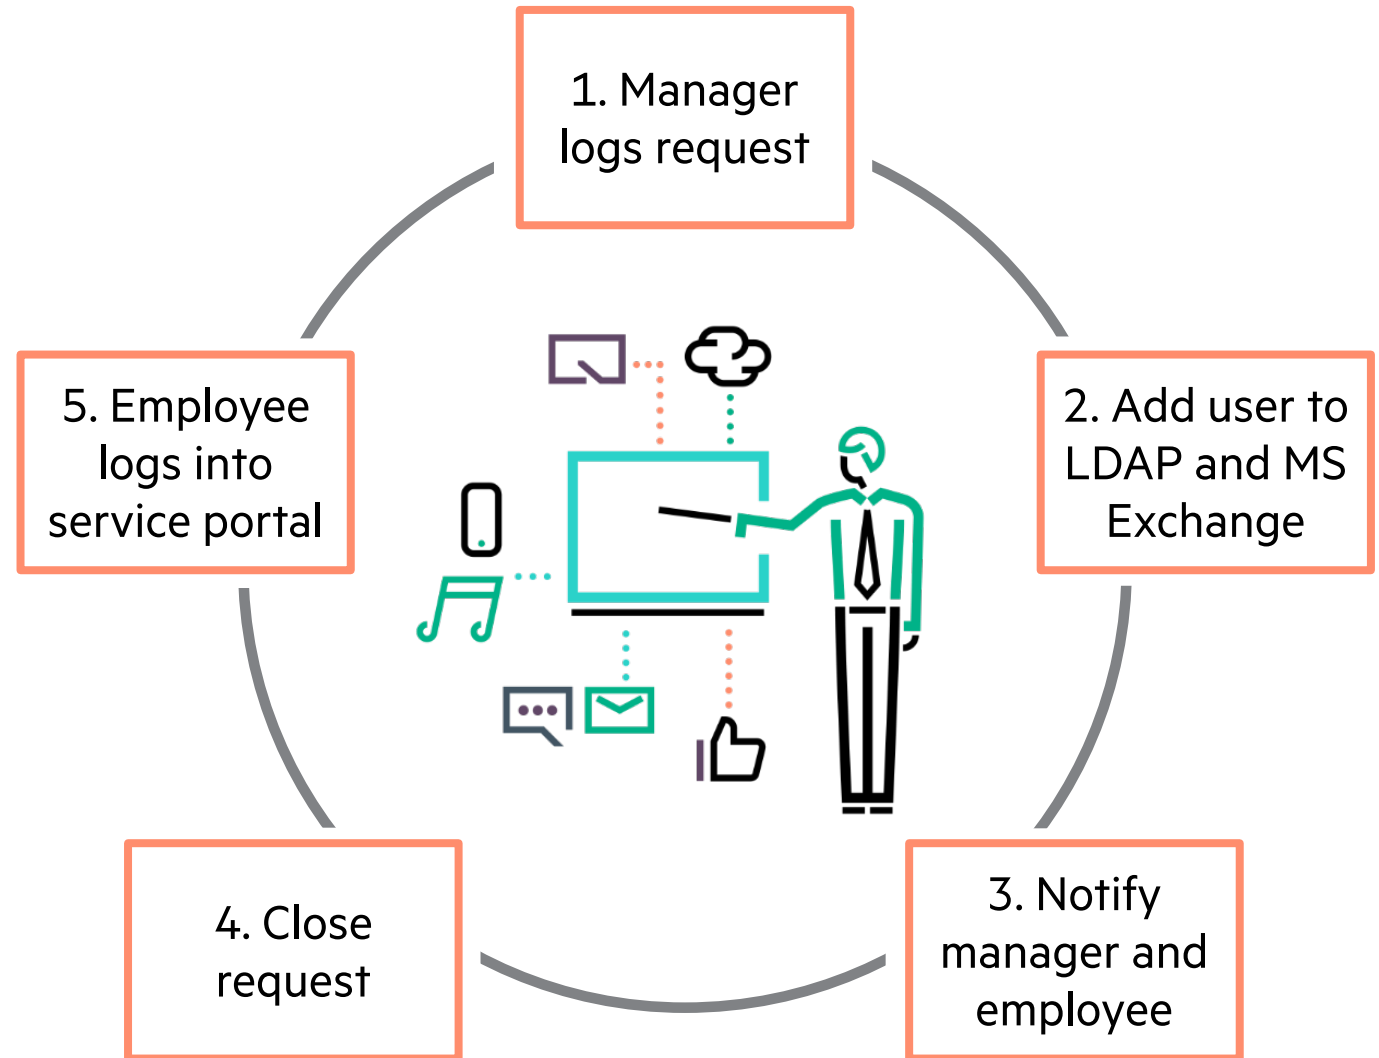 1. Manager
logs request
2. Add user to
LDAP and MS
Exchange
3. Notify
manager and
employee
4. Close
request
5. Employee
logs into
service portal